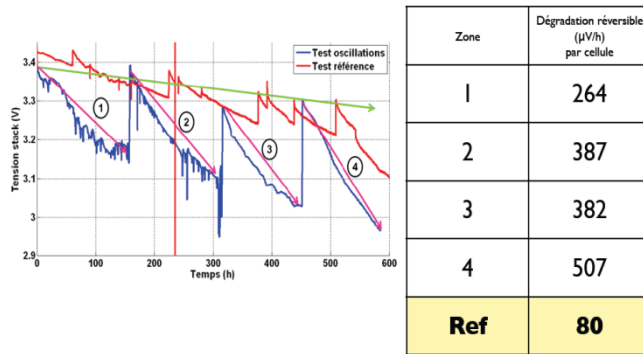 Test oscillations
Test référence
Tension stack (V)
3.4
3.3
3.2
3.1
3
2.9
1
2
3
4
0
100
200
300
400
500
600
Temps (h)
Zone
Dégradation réversible
(µV/h)
par cellule
1
264
2
387
3
382
4
507
Ref
80